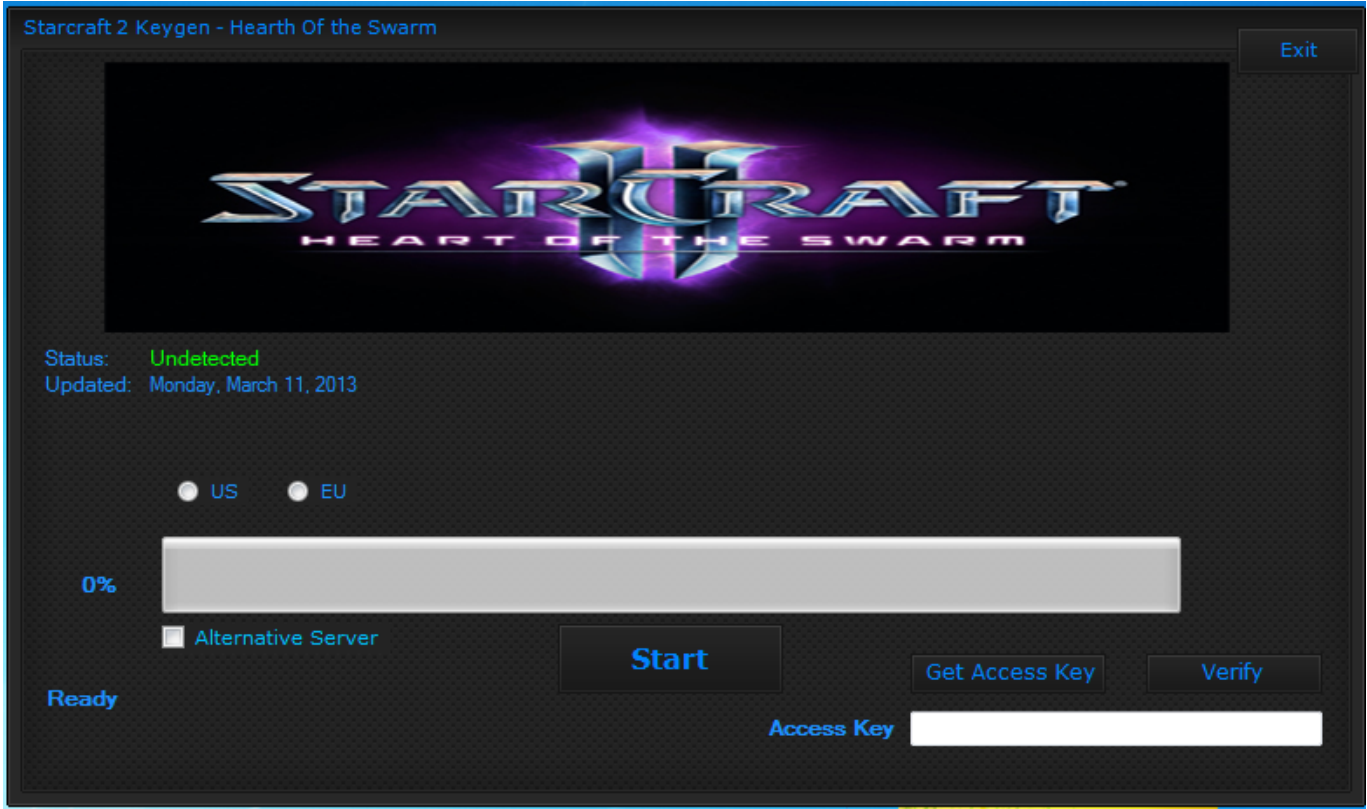 Starcraft 2 Keygen - Hearth Of the Swarm
Exit
STARCRAFT II
HEART OF THE SWARM
Status: Undetected
Updated: Monday, March 11, 2013
US EU
0%
Alternative Server
Start
Get Access Key Verify
Ready
Access Key